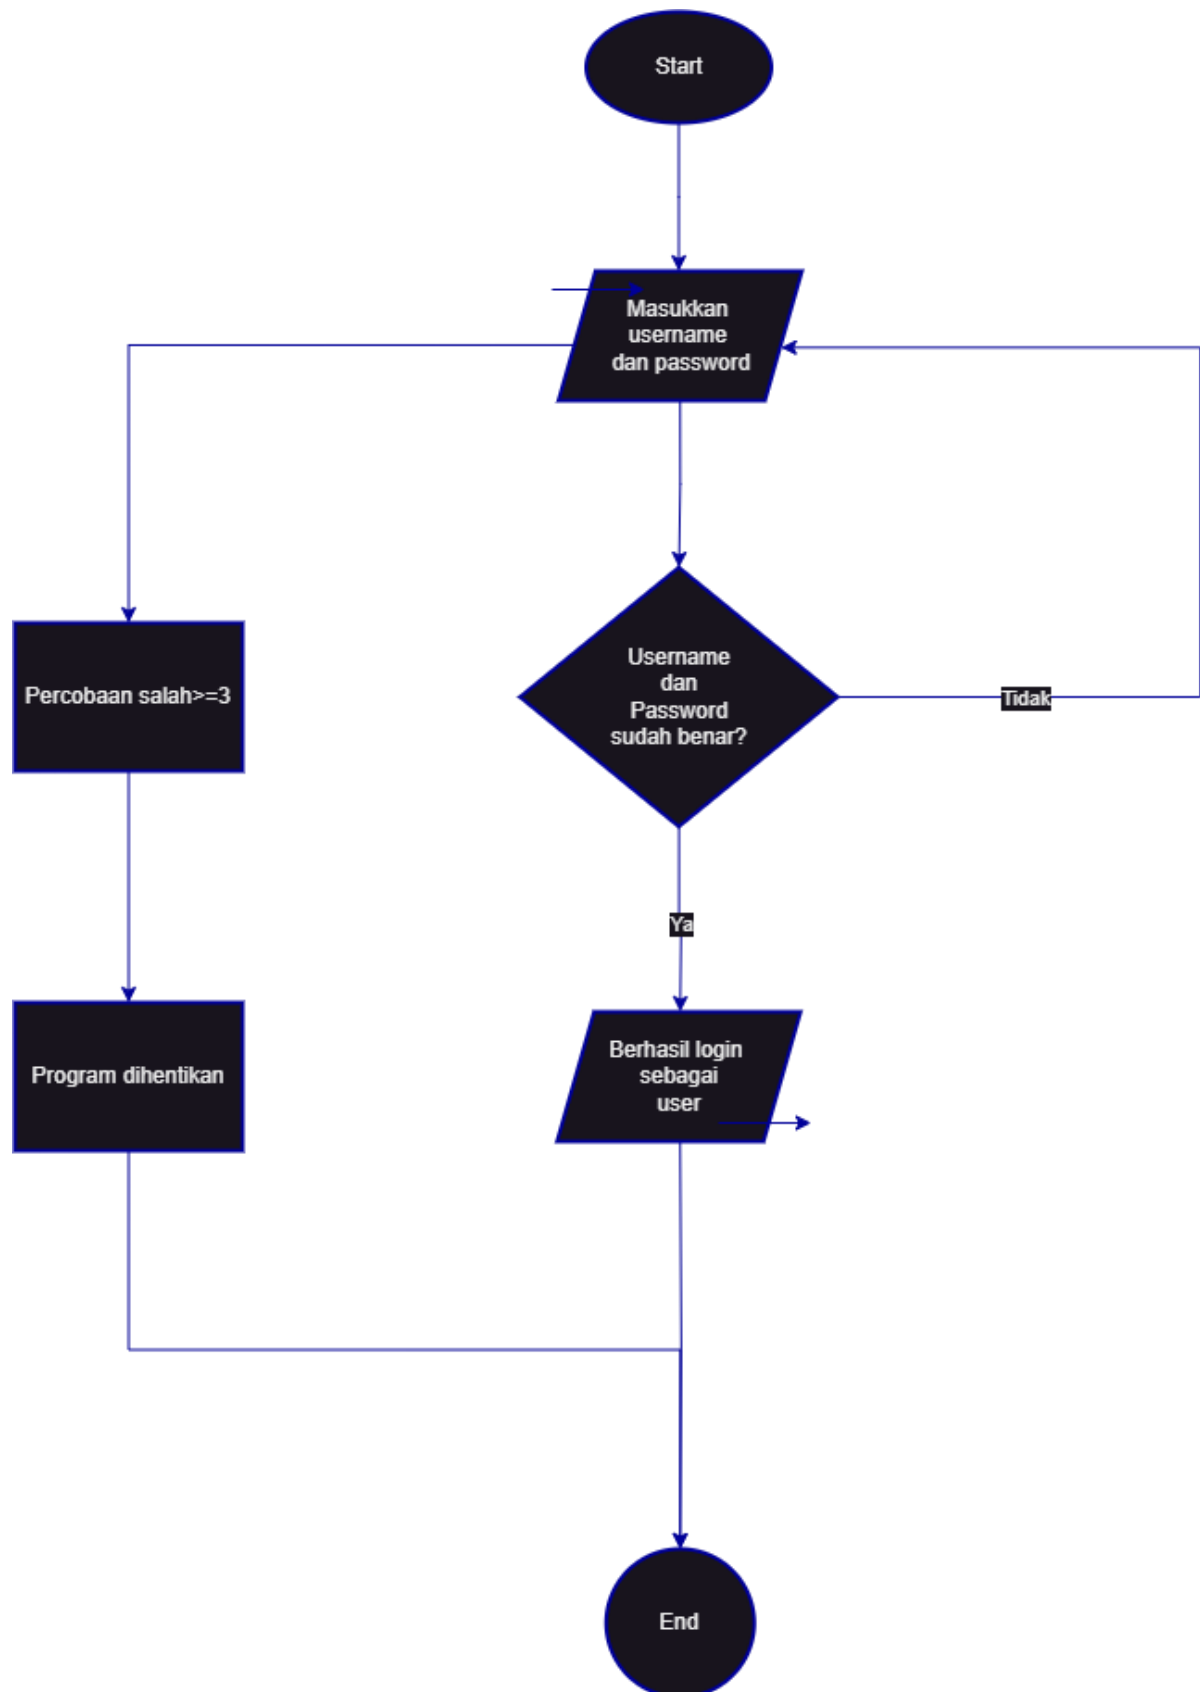 Start
Masukkan
username
dan password
Percobaan salah>=3
Username
dan
Password
sudah benar?
Tidak
Ya
Program dihentikan
Berhasil login
sebagai
user
End